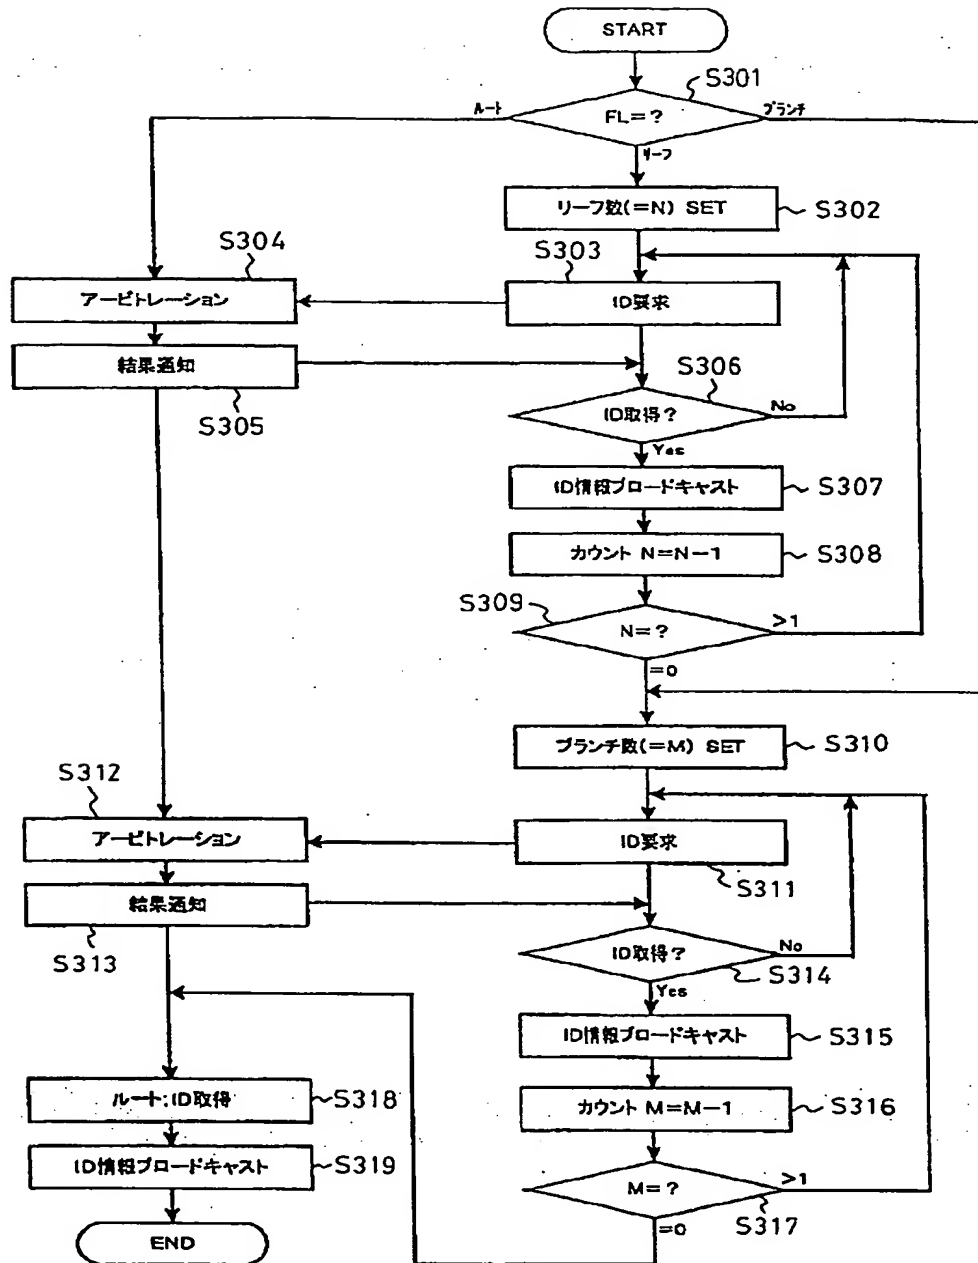 START
S301
ルート
FL=?
ブランチ
リーフ
リーフ数(=N) SET
S302
S304
S303
アービトレーション
ID要求
結果通知
S306
S305
ID取得?
No
Yes
ID情報ブロードキャスト
S307
カウント N=N-1
S308
S309
N=?
>1
=0
ブランチ数(=M) SET
S310
S312
アービトレーション
ID要求
S311
結果通知
S313
ID取得?
No
S314
Yes
ID情報ブロードキャスト
S315
ルート:ID取得
S318
カウント M=M-1
S316
ID情報ブロードキャスト
S319
M=?
>1
S317
=0
END